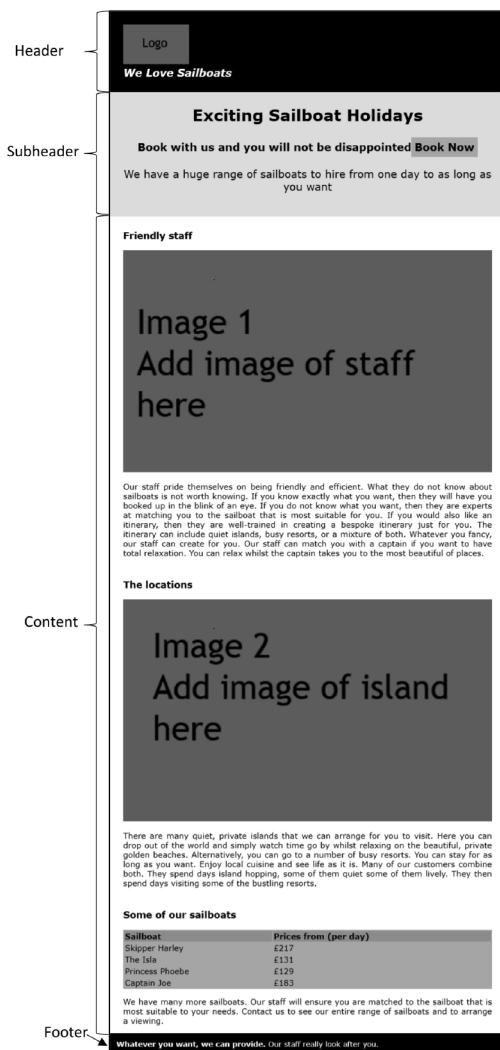 Header
Logo
We Love Sailboats
Subheader
Exciting Sailboat Holidays
Book with us and you will not be disappointed Book Now
We have a huge range of sailboats to hire from one day to as long as
you want
Content
Friendly staff
Image 1
Add image of staff
here
Our staff pride themselves on being friendly and efficient. What they do not know about
sailboats is not worth knowing. If you know exactly what you want, then they will have you
booked up in the blink of an eye. If you do not know what you want, then they are experts
at matching you to the sailboat that is most suitable for you. If you would also like an
itinerary, then they are well-trained in creating a bespoke itinerary just for you. The
itinerary can include quiet islands, busy resorts, or a mixture of both. Whatever you fancy,
our staff can create for you. Our staff can match you with a captain if you want to have
total relaxation. You can relax whilst the captain takes you to the most beautiful of places.
The locations
Image 2
Add image of island
here
There are many quiet, private islands that we can arrange for you to visit. Here you can
drop out of the world and simply watch time go by whilst relaxing on the beautiful, private
golden beaches. Alternatively, you can go to a number of busy resorts. You can stay for as
long as you want. Enjoy local cuisine and see life as it is. Many of our customers combine
both. They spend days island hopping, some of them quiet some of them lively. They then
spend days visiting some of the bustling resorts.
Some of our sailboats
Sailboat Prices from (per day)
Skipper Harley £217
The Isla £131
Princess Phoebe £129
Captain Joe £183
We have many more sailboats. Our staff will ensure you are matched to the sailboat that is
most suitable to your needs. Contact us to see our entire range of sailboats and to arrange
a viewing.
Footer
Whatever you want, we can provide. Our staff really look after you.